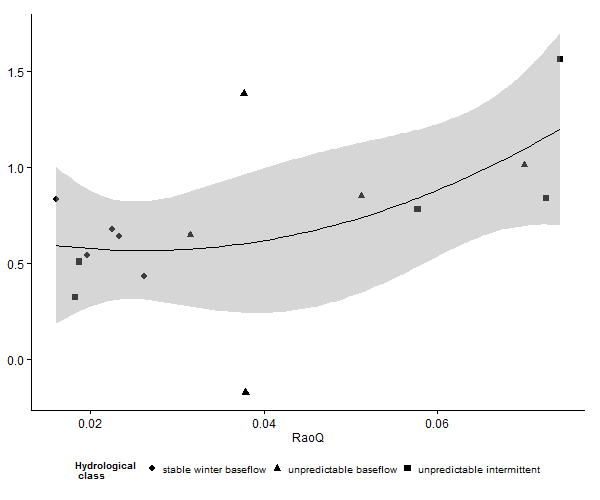 1.5
1.0
0.5
0.0
0.02 0.04 0.06
RaoQ
Hydrological
class
stable winter baseflow unpredictable baseflow unpredictable intermittent